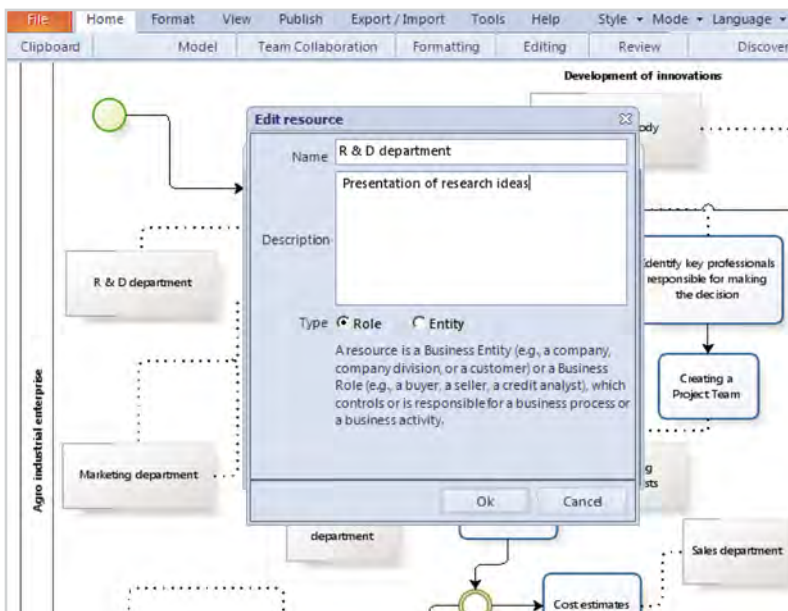 File Home Format View Publish Export / Import Tools Help Style Mode Language
Clipboard Model Team Collaboration Formatting Editing Review Discover
Development of innovations
Edit resource
Name R & D department
Presentation of research ideas
Description
Type Role Entity
A resource is a Business Entity (e.g., a company,
company division, or a customer) or a Business
Role (e.g., a buyer, a seller, a credit analyst), which
controls or is responsible for a business process or
a business activity.
Ok Cancel
ody
R & D department
Identify key professionals
responsible for making
the decision
Creating a
Project Team
Agro industrial enterprise
Marketing department
g
sts
department
Sales department
Cost estimates